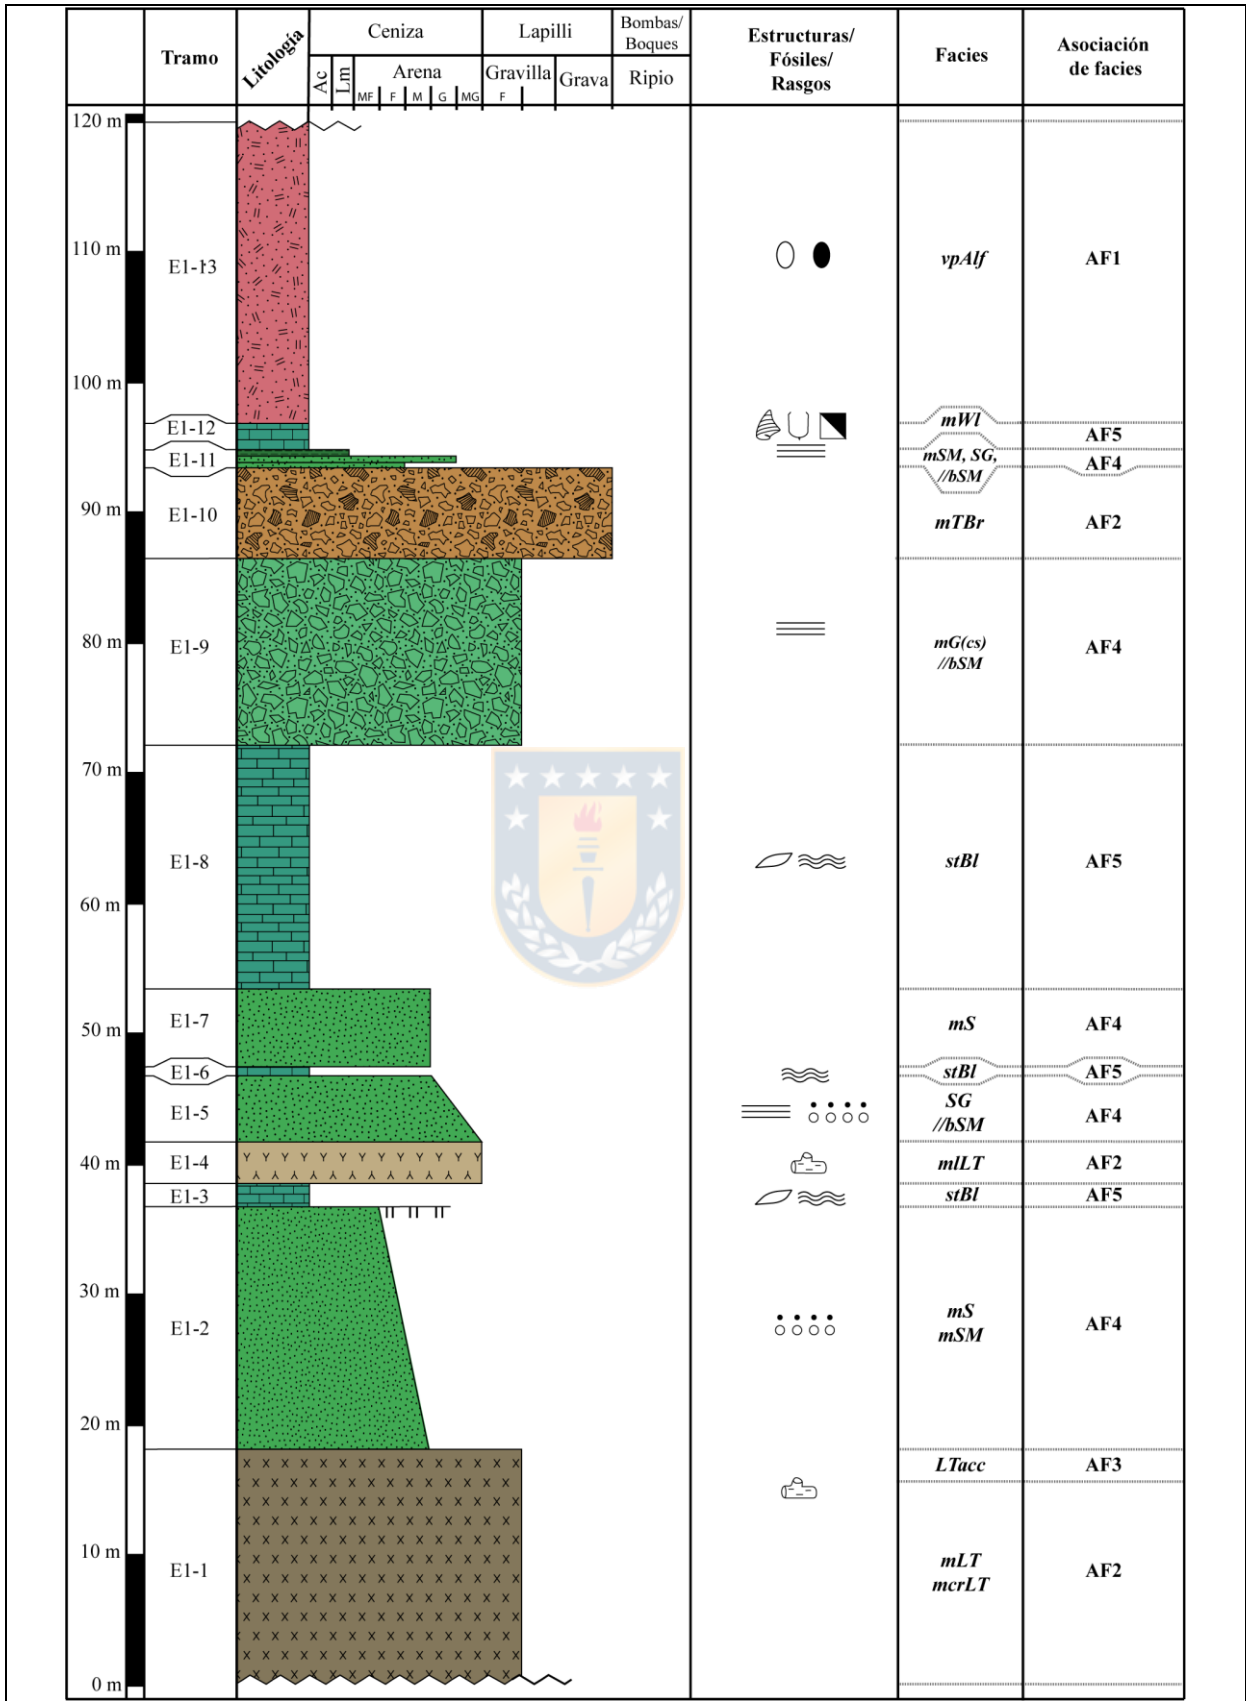 Tramo
Litología
Ceniza
Lapilli
Bombas/
Boques
Estructuras/
Fósiles/
Rasgos
Facies
Asociación
de facies
Ac
Lm
Arena
Gravilla
Grava
Ripio
MF
F
M
G
MG
F
120 m
E1-13
vpAlf
AF1
110 m
100 m
E1-12
mWl
AF5
E1-11
mSM, SG,
//bSM
AF4
90 m
E1-10
mTBr
AF2
80 m
E1-9
mG(cs)
//bSM
AF4
70 m
E1-8
stBl
AF5
60 m
50 m
E1-7
mS
AF4
E1-6
stBl
AF5
E1-5
SG
//bSM
AF4
40 m
E1-4
mlLT
AF2
E1-3
stBl
AF5
30 m
E1-2
mS
mSM
AF4
20 m
LTacc
AF3
10 m
E1-1
mLT
mcrLT
AF2
0 m